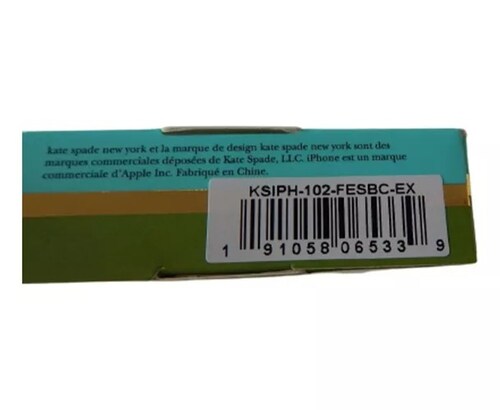 kate spade new york et la marque de design kate spade new york sont des
marques commerciales déposées de Kate Spade, LLC. iPhone est un marque
commerciale d'Apple Inc. Fabriqué en Chine.
KSIPH-102-FESBC-EX
1 91058 06533 9